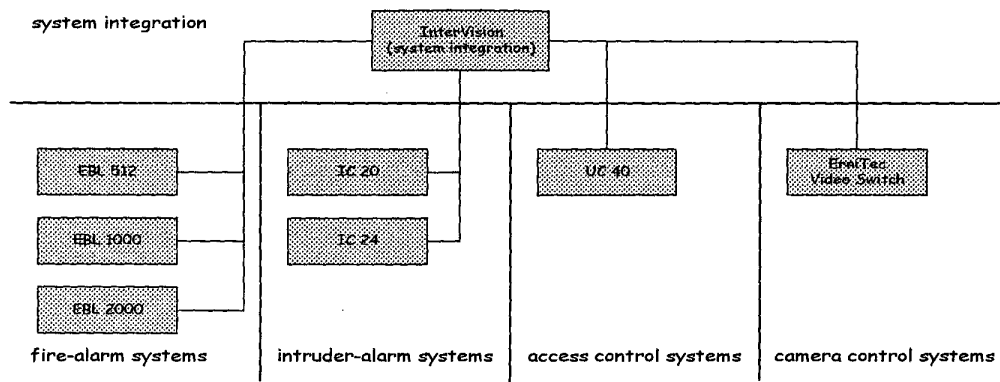 system integration
InterVision
(system integration)
EBL 512
EBL 1000
EBL 2000
fire-alarm systems
IC 20
IC 24
intruder-alarm systems
UC 40
access control systems
ErniTec
Video Switch
camera control systems